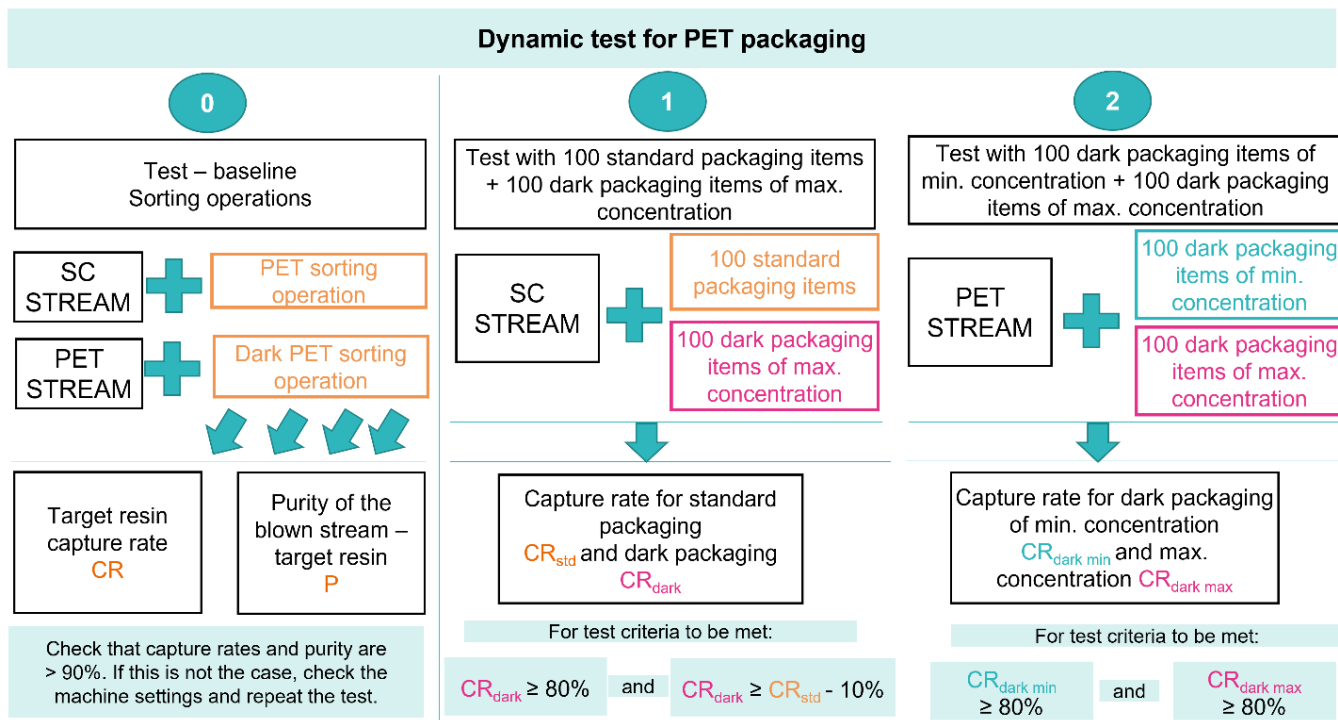 Dynamic test for PET packaging
0
Test – baseline
Sorting operations
SC
STREAM
PET sorting
operation
PET
STREAM
Dark PET sorting
operation
Target resin
capture rate
CR
Purity of the
blown stream –
target resin
P
Check that capture rates and purity are
> 90%. If this is not the case, check the
machine settings and repeat the test.
1
Test with 100 standard packaging items
+ 100 dark packaging items of max.
concentration
SC
STREAM
100 standard
packaging items
100 dark packaging
items of max.
concentration
Capture rate for standard
packaging
CRstd and dark packaging
CRdark
For test criteria to be met:
CRdark ≥ 80%
and
CRdark ≥ CRstd - 10%
2
Test with 100 dark packaging items of
min. concentration + 100 dark packaging
items of max. concentration
PET
STREAM
100 dark packaging
items of min.
concentration
100 dark packaging
items of max.
concentration
Capture rate for dark packaging
of min. concentration
CRdark min and max.
concentration CRdark max
For test criteria to be met:
CRdark min
≥ 80%
and
CRdark max
≥ 80%